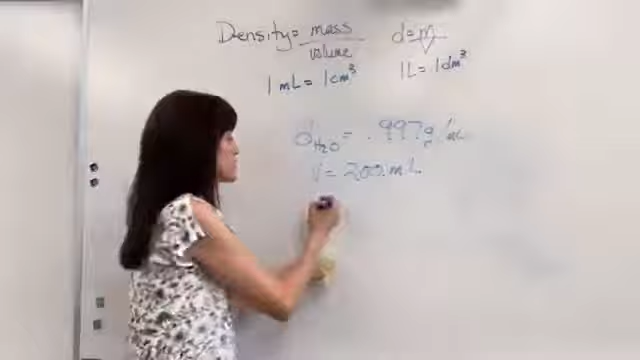 Density = mass / volume   d = m / V
1 mL = 1 cm³   1 L = 1 dm³
d H₂O = .997 g/mL
V = 200. mL